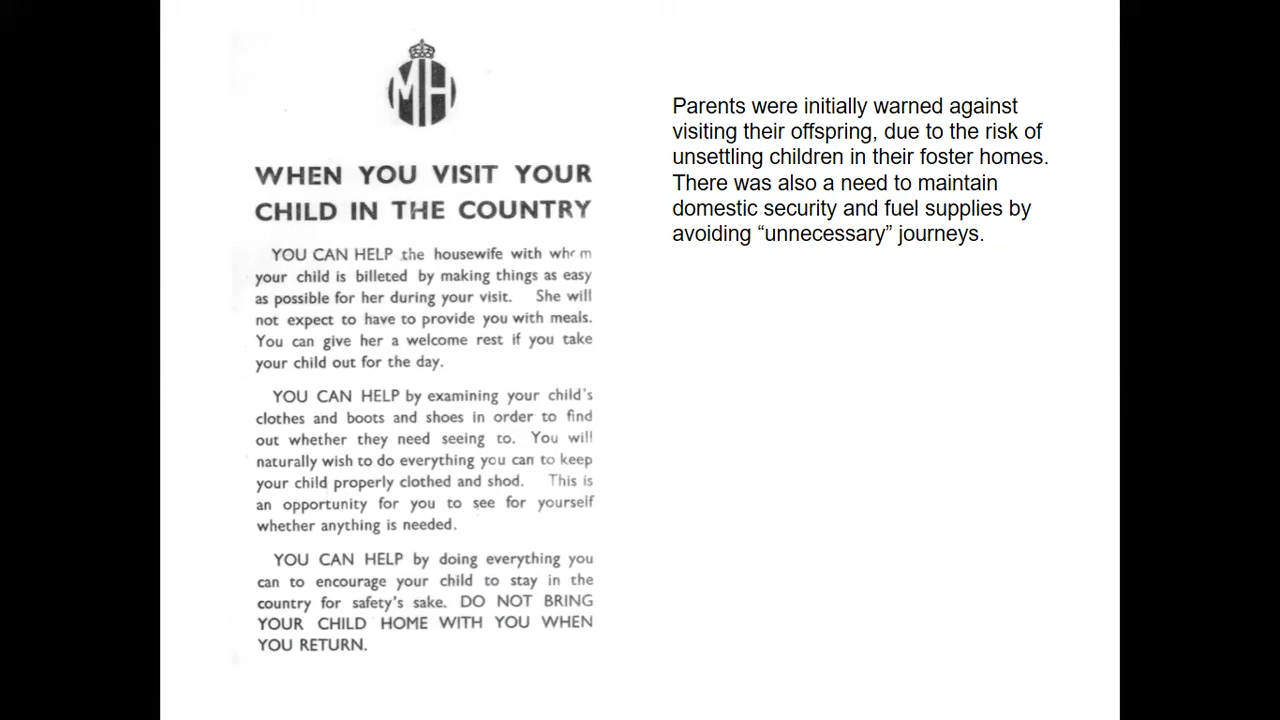 MH
WHEN YOU VISIT YOUR
CHILD IN THE COUNTRY
YOU CAN HELP the housewife with whom
your child is billeted by making things as easy
as possible for her during your visit. She will
not expect to have to provide you with meals.
You can give her a welcome rest if you take
your child out for the day.
YOU CAN HELP by examining your child's
clothes and boots and shoes in order to find
out whether they need seeing to. You will
naturally wish to do everything you can to keep
your child properly clothed and shod. This is
an opportunity for you to see for yourself
whether anything is needed.
YOU CAN HELP by doing everything you
can to encourage your child to stay in the
country for safety's sake. DO NOT BRING
YOUR CHILD HOME WITH YOU WHEN
YOU RETURN.
Parents were initially warned against
visiting their offspring, due to the risk of
unsettling children in their foster homes.
There was also a need to maintain
domestic security and fuel supplies by
avoiding “unnecessary” journeys.